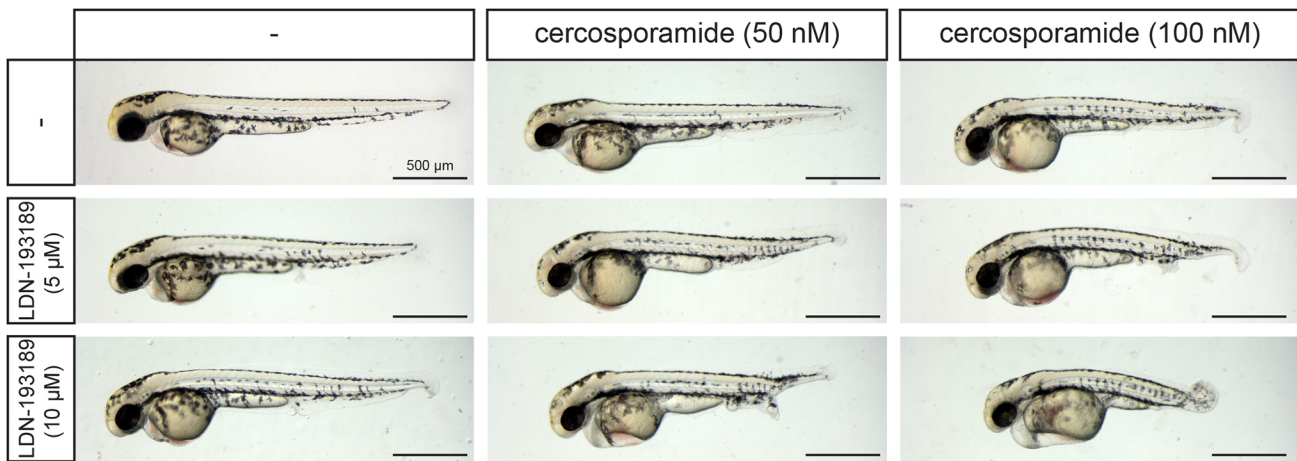 -
cercosporamide (50 nM)
cercosporamide (100 nM)
-
500 µm
LDN-193189
(5 µM)
LDN-193189
(10 µM)